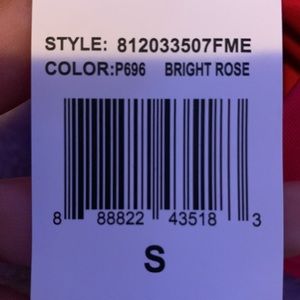 STYLE: 812033507FME
COLOR:P696 BRIGHT ROSE
8 88822 43518 3
S